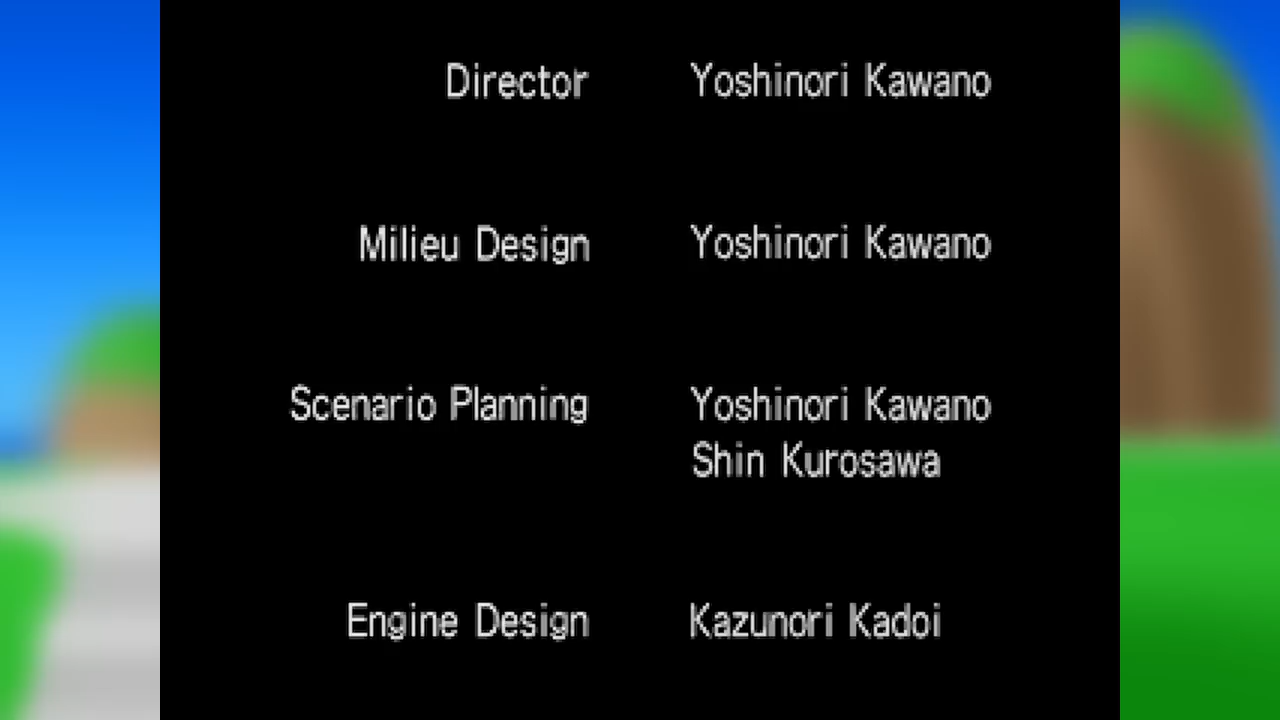 Director Yoshinori Kawano
Milieu Design Yoshinori Kawano
Scenario Planning Yoshinori Kawano
Shin Kurosawa
Engine Design Kazunori Kadoi